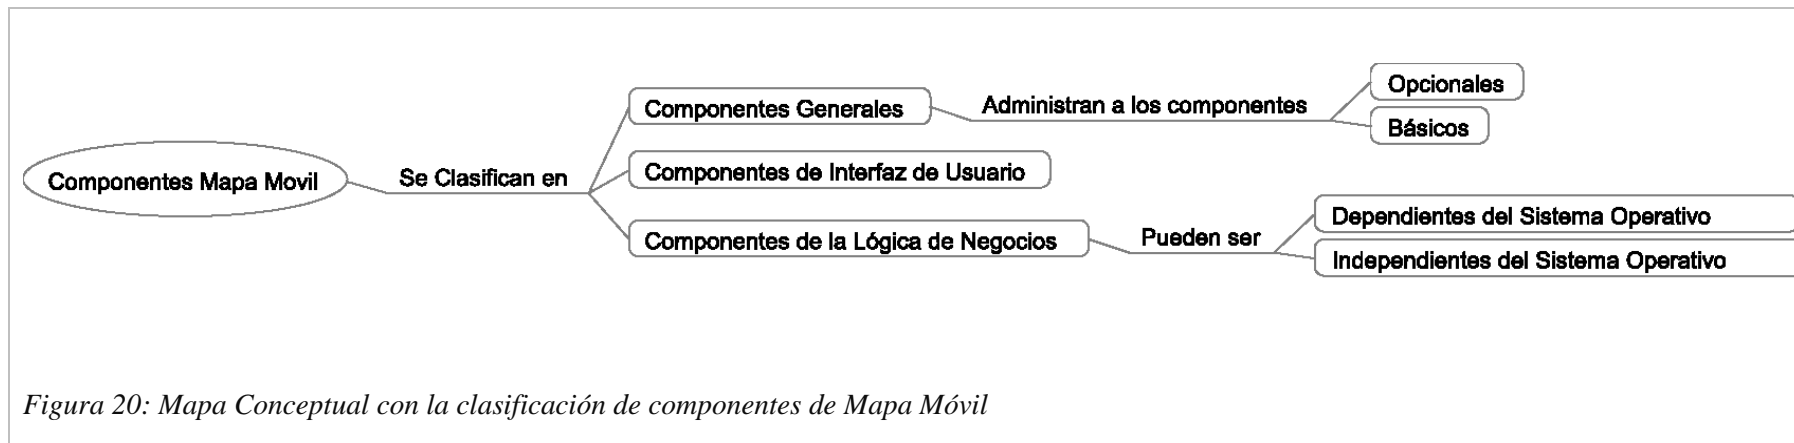 Componentes Mapa Movil
Se Clasifican en
Componentes Generales
Administran a los componentes
Opcionales
Básicos
Componentes de Interfaz de Usuario
Componentes de la Lógica de Negocios
Pueden ser
Dependientes del Sistema Operativo
Independientes del Sistema Operativo
Figura 20: Mapa Conceptual con la clasificación de componentes de Mapa Móvil